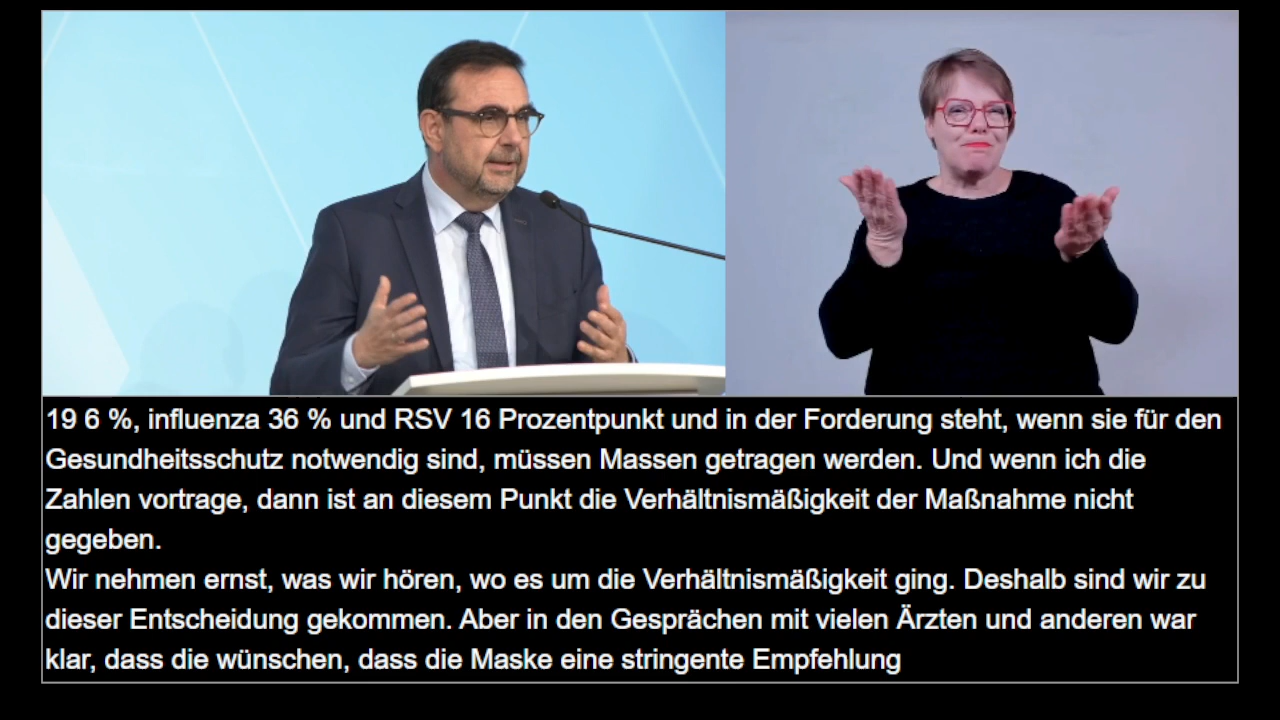 19 6 %, influenza 36 % und RSV 16 Prozentpunkt und in der Forderung steht, wenn sie für den
Gesundheitsschutz notwendig sind, müssen Massen getragen werden. Und wenn ich die
Zahlen vortrage, dann ist an diesem Punkt die Verhältnismäßigkeit der Maßnahme nicht
gegeben.
Wir nehmen ernst, was wir hören, wo es um die Verhältnismäßigkeit ging. Deshalb sind wir zu
dieser Entscheidung gekommen. Aber in den Gesprächen mit vielen Ärzten und anderen war
klar, dass die wünschen, dass die Maske eine stringente Empfehlung